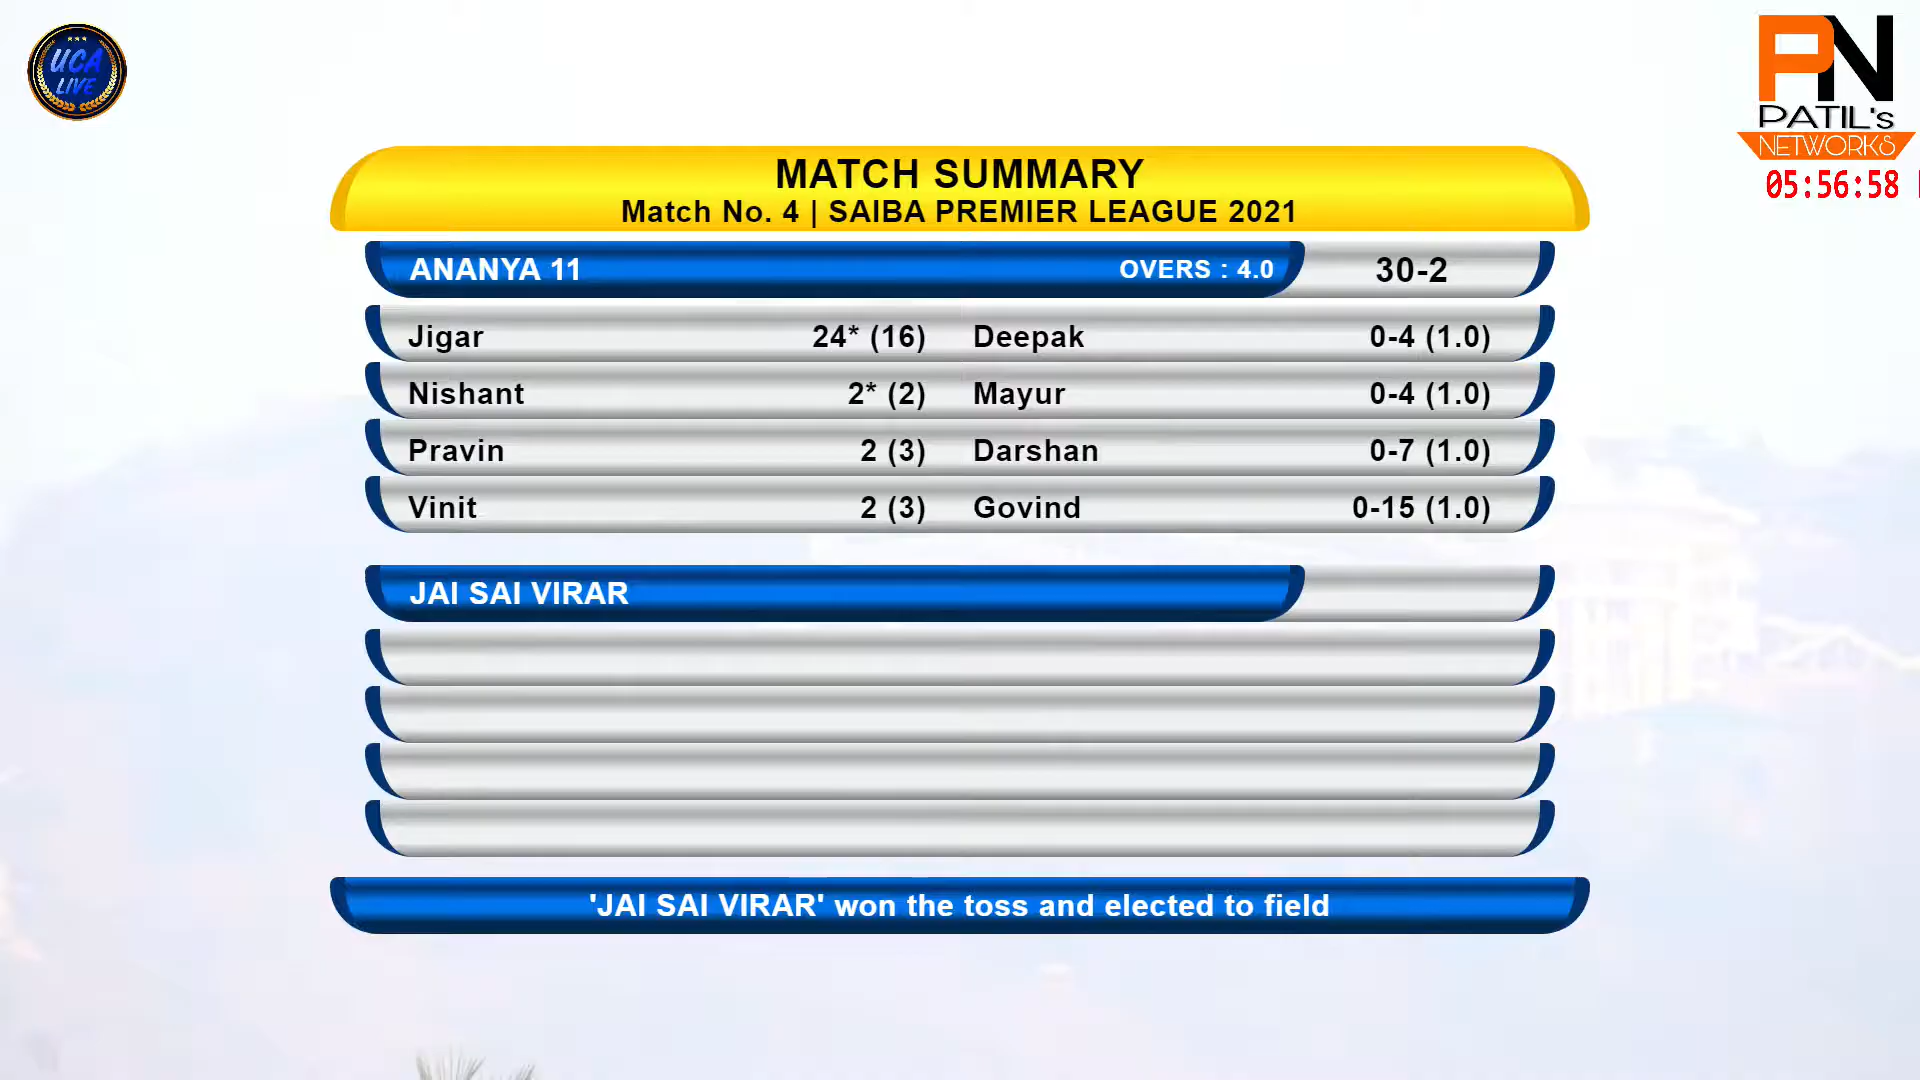 UCA
LIVE
PN
PATIL's
NETWORKS
05:56:58
MATCH SUMMARY
Match No. 4 | SAIBA PREMIER LEAGUE 2021
ANANYA 11 OVERS : 4.0 30-2
Jigar 24* (16) Deepak 0-4 (1.0)
Nishant 2* (2) Mayur 0-4 (1.0)
Pravin 2 (3) Darshan 0-7 (1.0)
Vinit 2 (3) Govind 0-15 (1.0)
JAI SAI VIRAR
'JAI SAI VIRAR' won the toss and elected to field